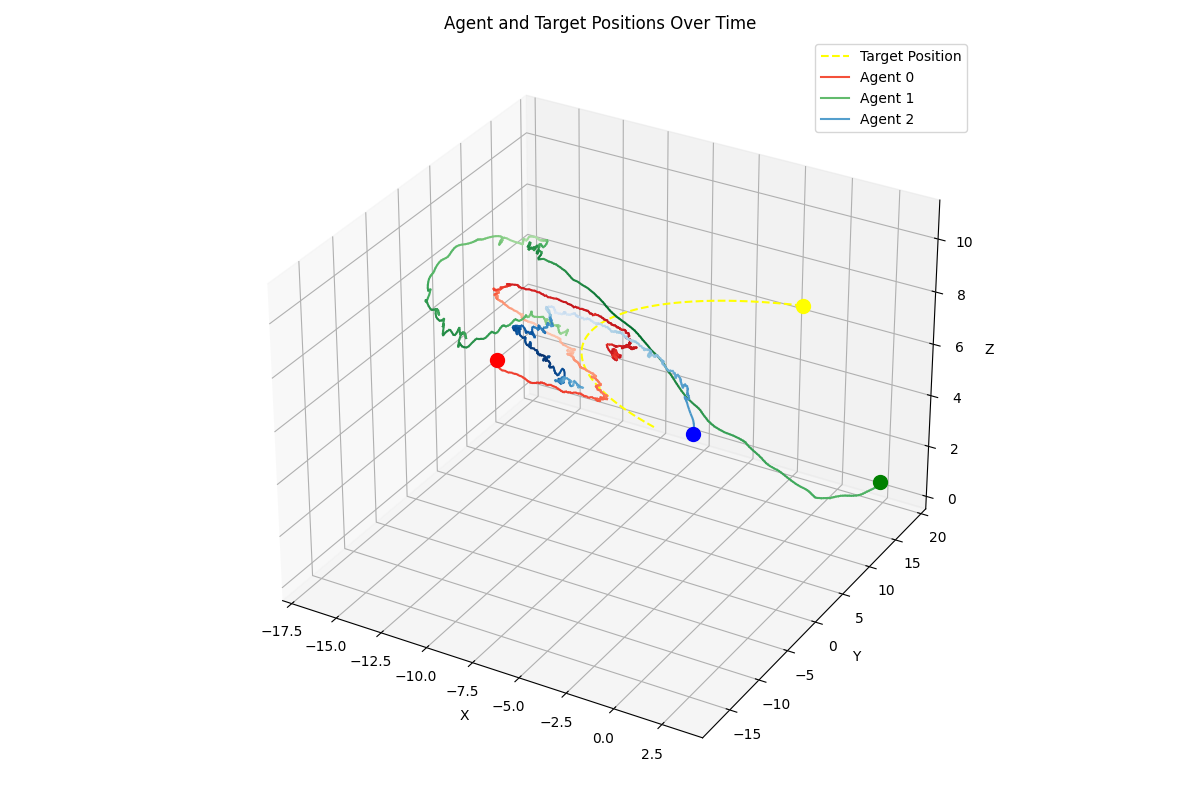 Agent and Target Positions Over Time
Target Position
Agent 0
Agent 1
Agent 2
10
8
6
4
2
0
Z
20
15
10
5
0
−5
−10
−15
Y
−17.5
−15.0
−12.5
−10.0
−7.5
−5.0
−2.5
0.0
2.5
X